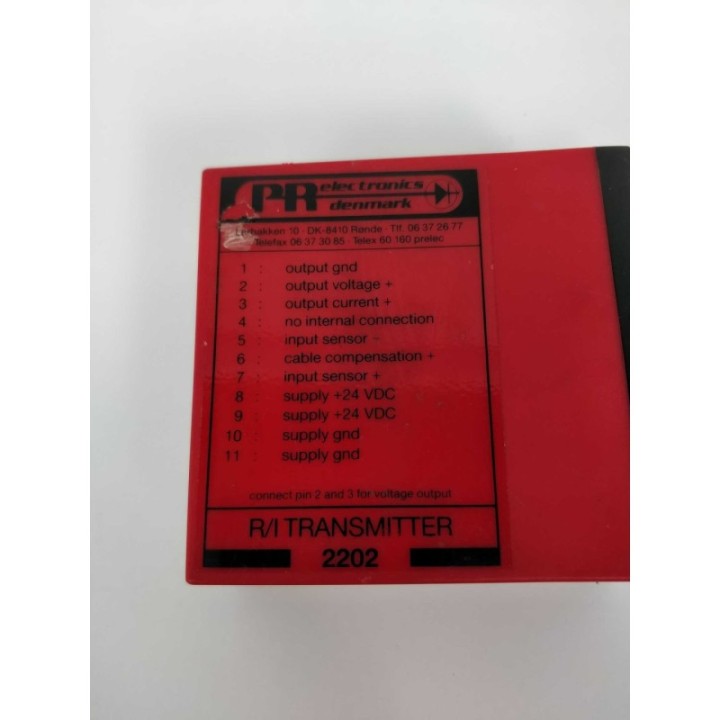 PR electronics
denmark
Lerbakken 10 · DK-8410 Rønde · Tlf. 06 37 26 77
Telefax 06 37 30 85 · Telex 60 160 prelec
1 : output gnd
2 : output voltage +
3 : output current +
4 : no internal connection
5 : input sensor -
6 : cable compensation +
7 : input sensor +
8 : supply +24 VDC
9 : supply +24 VDC
10 : supply gnd
11 : supply gnd
connect pin 2 and 3 for voltage output
R/I TRANSMITTER
2202